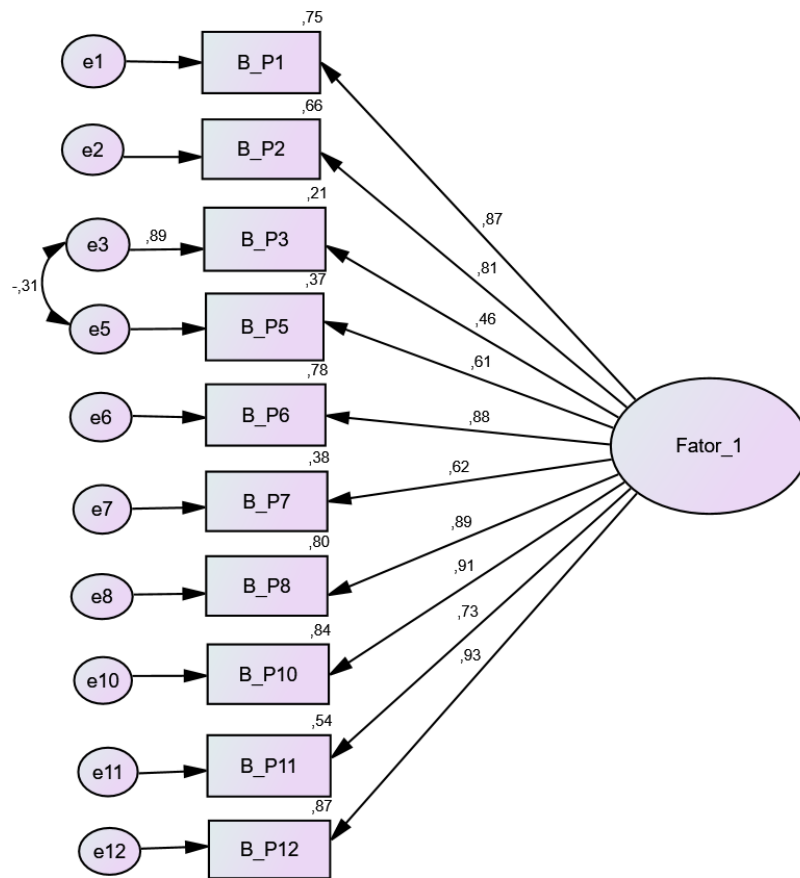 ,75
e1
B_P1
,66
e2
B_P2
,21
e3
,89
B_P3
-,31
,37
e5
B_P5
,78
e6
B_P6
,38
e7
B_P7
,80
e8
B_P8
,84
e10
B_P10
,54
e11
B_P11
,87
e12
B_P12
,87
,81
,46
,61
,88
,62
,89
,91
,73
,93
Fator_1